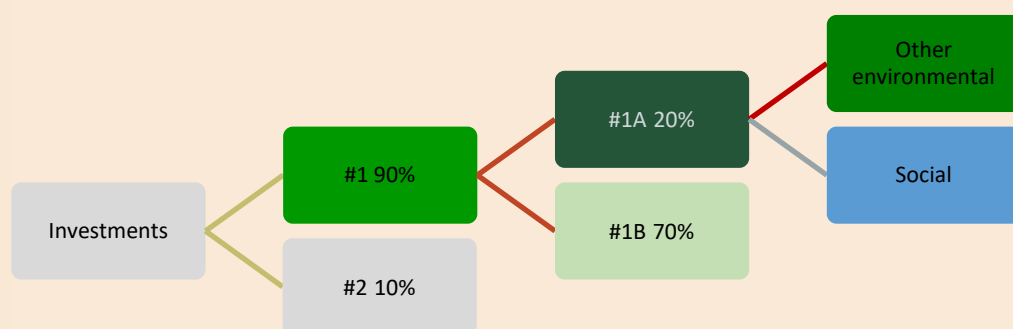 Investments
#1 90%
#2 10%
#1A 20%
#1B 70%
Other
environmental
Social